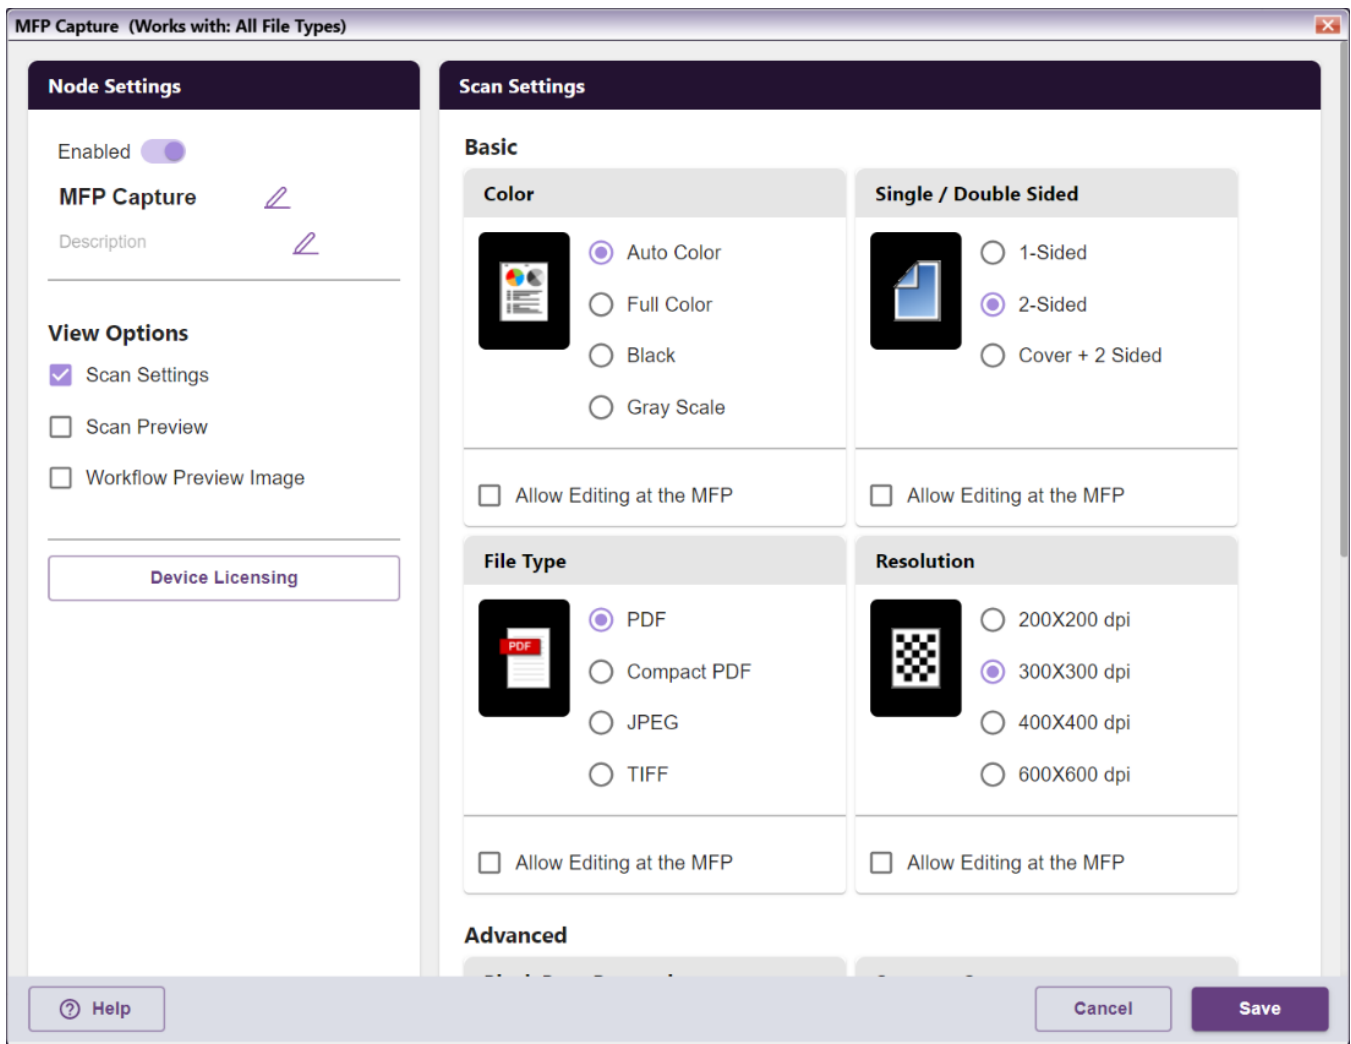 MFP Capture  (Works with: All File Types)
Node Settings
Enabled
MFP Capture
Description
View Options
Scan Settings
Scan Preview
Workflow Preview Image
Device Licensing
Scan Settings
Basic
Color
Auto Color
Full Color
Black
Gray Scale
Allow Editing at the MFP
Single / Double Sided
1-Sided
2-Sided
Cover + 2 Sided
Allow Editing at the MFP
File Type
PDF
PDF
Compact PDF
JPEG
TIFF
Allow Editing at the MFP
Resolution
200X200 dpi
300X300 dpi
400X400 dpi
600X600 dpi
Allow Editing at the MFP
Advanced
Help
Cancel
Save